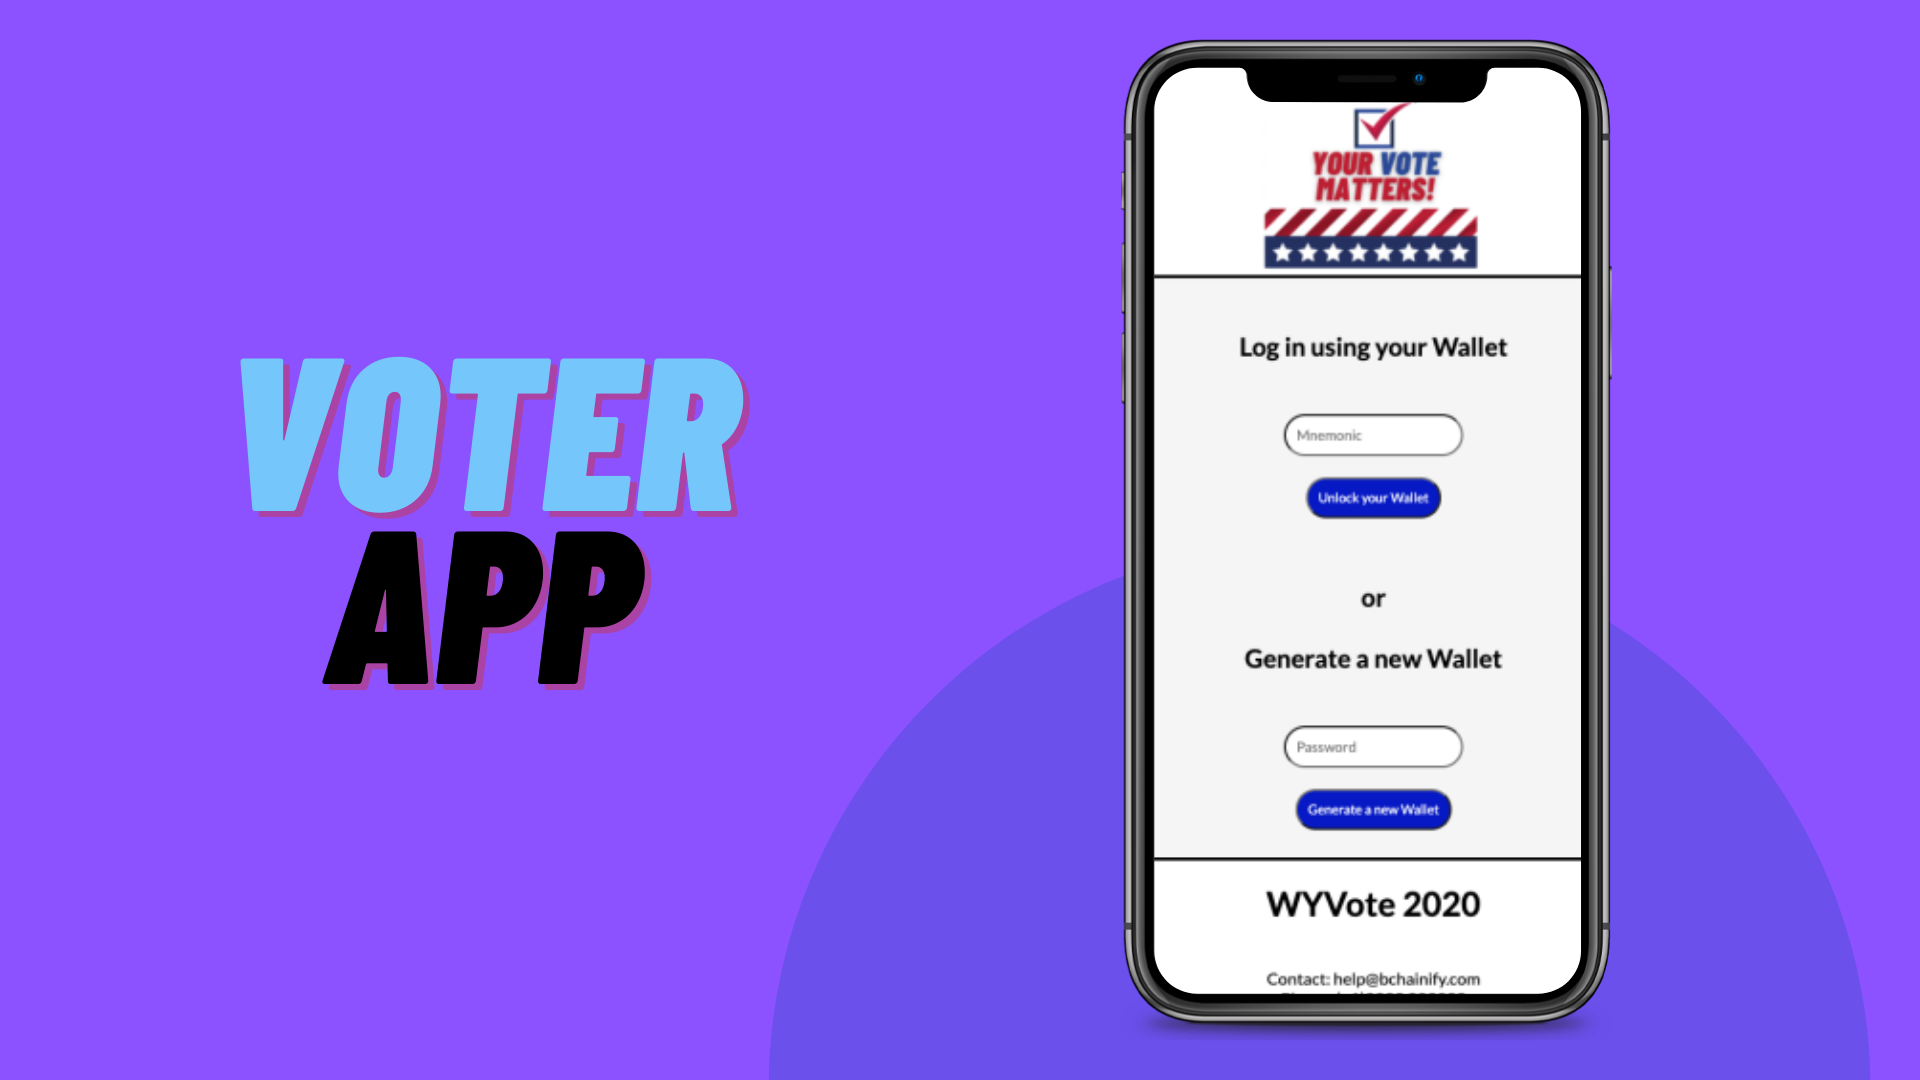 VOTER
APP
YOUR VOTE
MATTERS!
Log in using your Wallet
Mnemonic
Unlock your Wallet
or
Generate a new Wallet
Password
Generate a new Wallet
WYVote 2020
Contact: help@bchainify.com